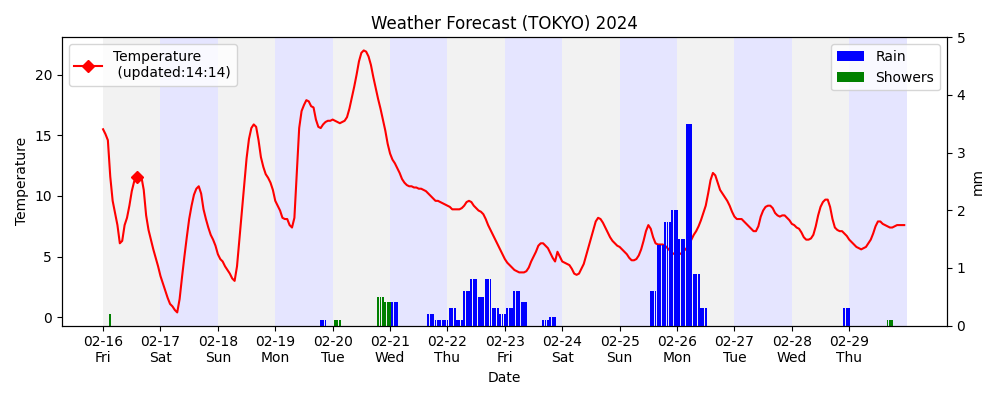 Weather Forecast (TOKYO) 2024
Temperature
(updated:14:14)
Rain
Showers
Temperature
20
15
10
5
0
5
4
3
2
1
0
mm
02-16 02-17 02-18 02-19 02-20 02-21 02-22 02-23 02-24 02-25 02-26 02-27 02-28 02-29
Fri Sat Sun Mon Tue Wed Thu Fri Sat Sun Mon Tue Wed Thu
Date